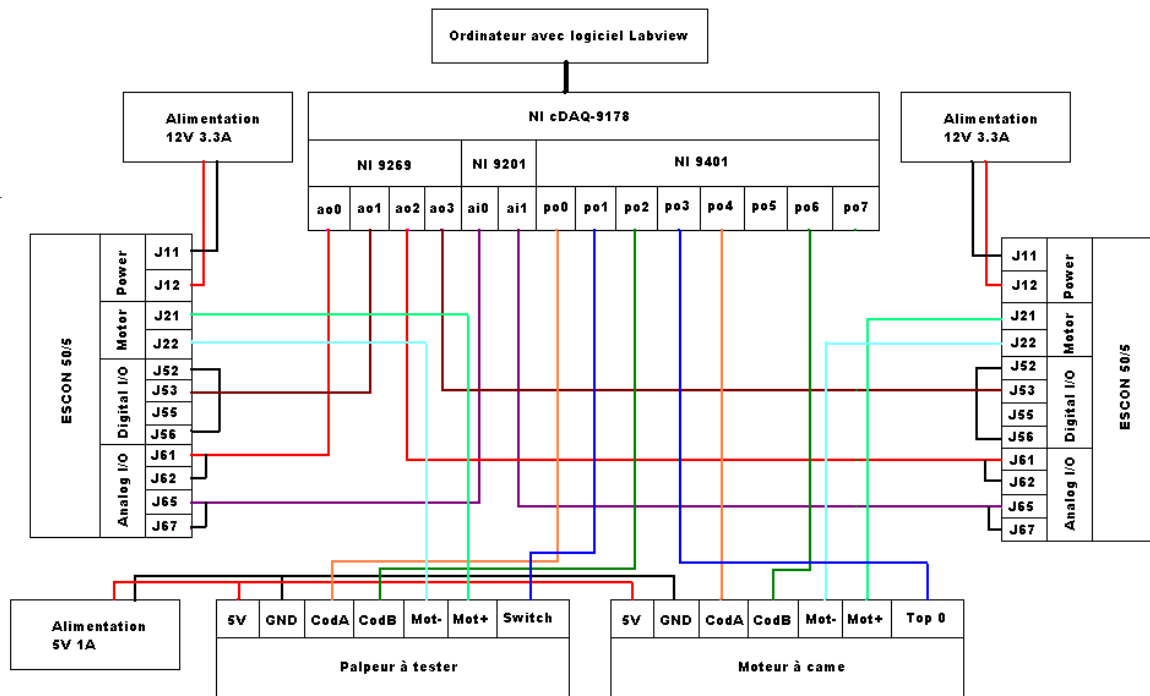 Ordinateur avec logiciel Labview
Alimentation
12V 3.3A
NI cDAQ-9178
Alimentation
12V 3.3A
NI 9269
NI 9201
NI 9401
ao0
ao1
ao2
ao3
ai0
ai1
po0
po1
po2
po3
po4
po5
po6
po7
ESCON 50/5
Power
J11
J12
Motor
J21
J22
Digital I/O
J52
J53
J55
J56
Analog I/O
J61
J62
J65
J67
J11
J12
Power
J21
J22
Motor
J52
J53
J55
J56
Digital I/O
J61
J62
J65
J67
Analog I/O
ESCON 50/5
Alimentation
5V 1A
5V
GND
CodA
CodB
Mot-
Mot+
Switch
Palpeur à tester
5V
GND
CodA
CodB
Mot-
Mot+
Top 0
Moteur à came